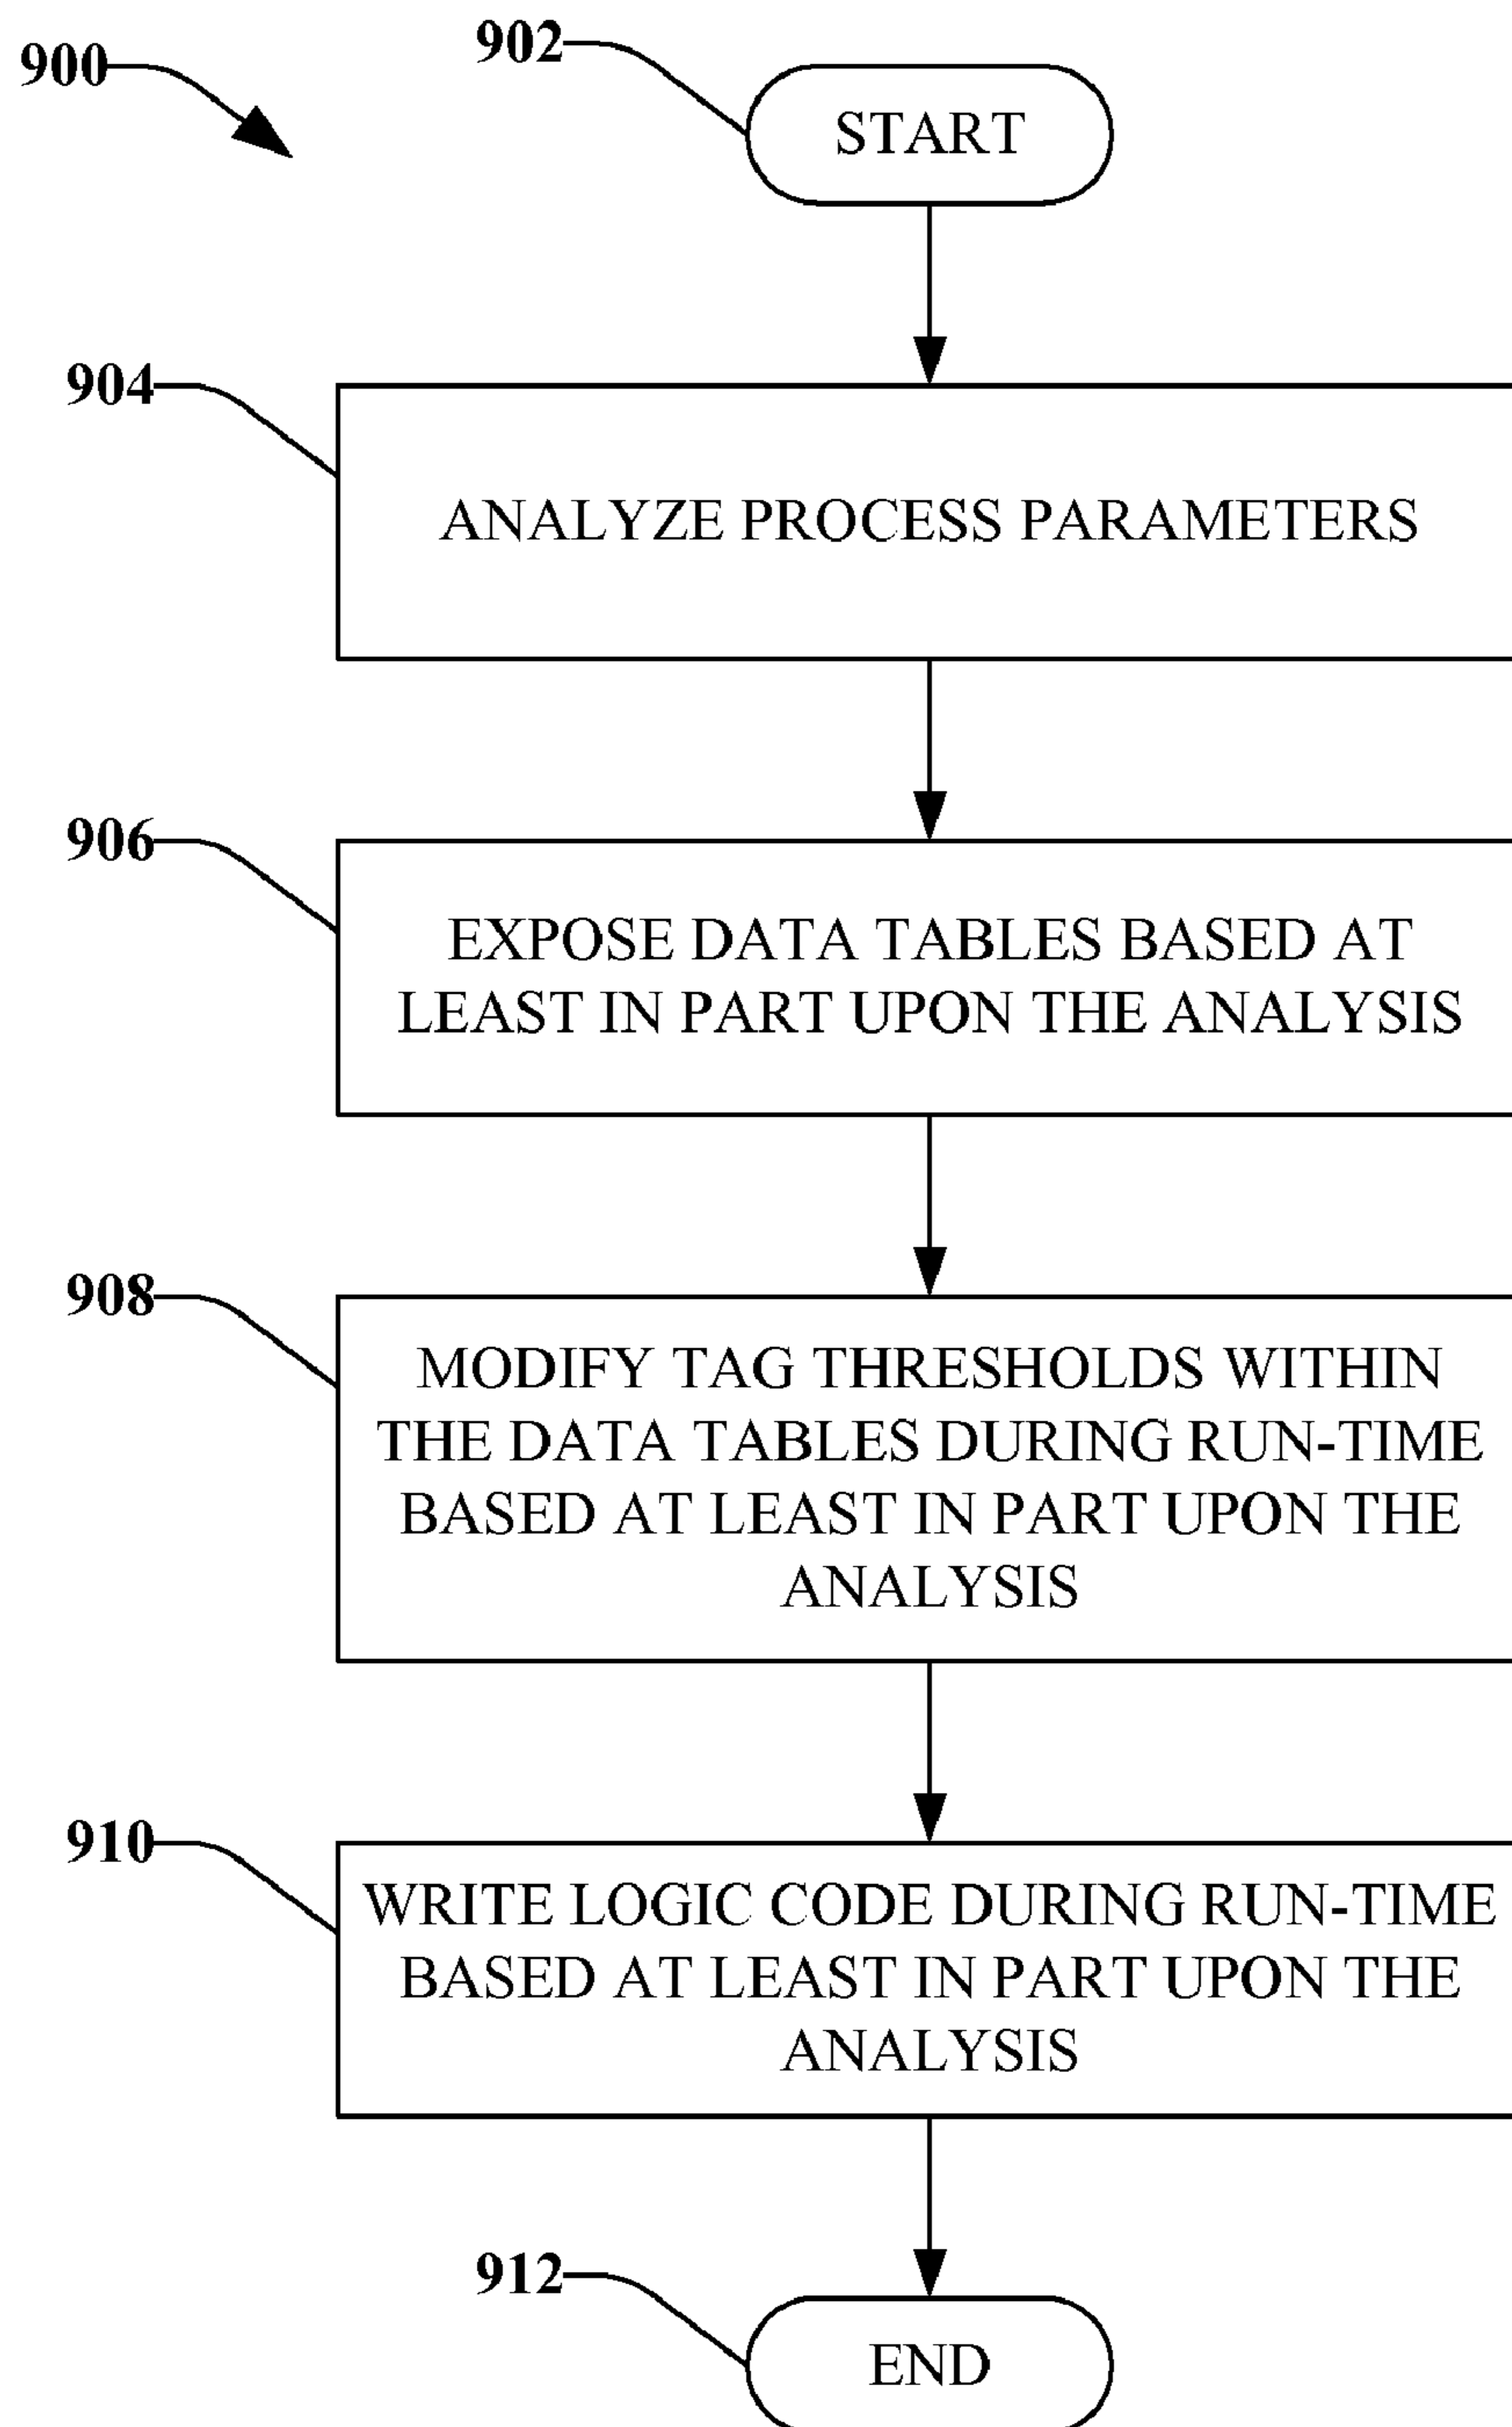 900
902
START
904
ANALYZE PROCESS PARAMETERS
906
EXPOSE DATA TABLES BASED AT
LEAST IN PART UPON THE ANALYSIS
908
MODIFY TAG THRESHOLDS WITHIN
THE DATA TABLES DURING RUN-TIME
BASED AT LEAST IN PART UPON THE
ANALYSIS
910
WRITE LOGIC CODE DURING RUN-TIME
BASED AT LEAST IN PART UPON THE
ANALYSIS
912
END